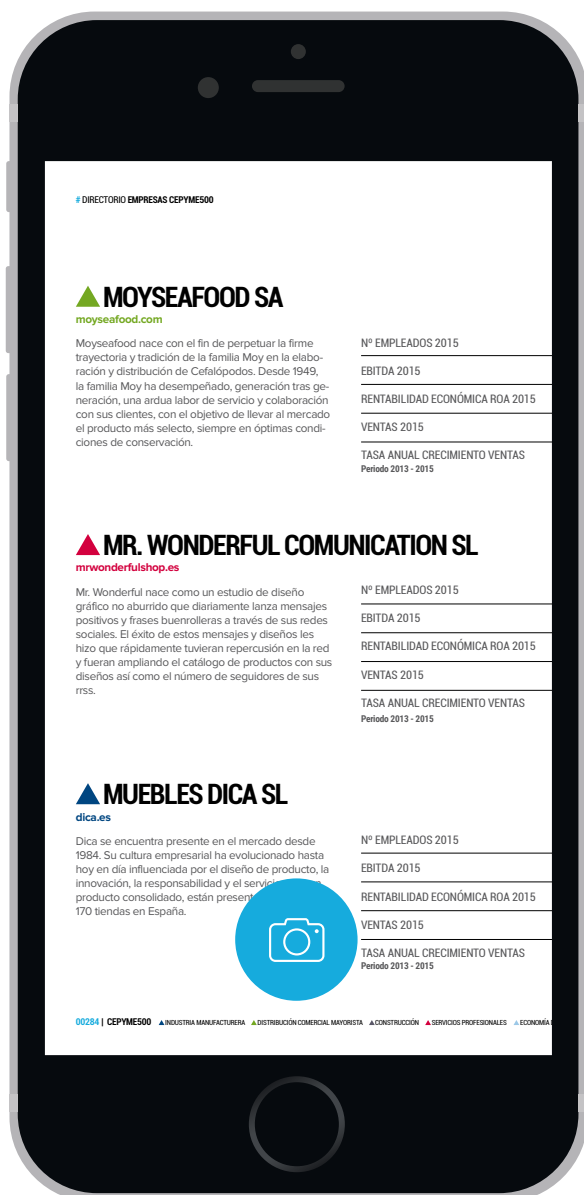 # DIRECTORIO EMPRESAS CEPYME500
MOYSEAFOOD SA
moyseafood.com
Moyseafood nace con el fin de perpetuar la firme
trayectoria y tradición de la familia Moy en la elabo-
ración y distribución de Cefalópodos. Desde 1949,
la familia Moy ha desempeñado, generación tras ge-
neración, una ardua labor de servicio y colaboración
con sus clientes, con el objetivo de llevar al mercado
el producto más selecto, siempre en óptimas condi-
ciones de conservación.
Nº EMPLEADOS 2015
EBITDA 2015
RENTABILIDAD ECONÓMICA ROA 2015
VENTAS 2015
TASA ANUAL CRECIMIENTO VENTAS
Periodo 2013 - 2015
MR. WONDERFUL COMUNICATION SL
mrwonderfulshop.es
Mr. Wonderful nace como un estudio de diseño
gráfico no aburrido que diariamente lanza mensajes
positivos y frases buenrolleras a través de sus redes
sociales. El éxito de estos mensajes y diseños les
hizo que rápidamente tuvieran repercusión en la red
y fueran ampliando el catálogo de productos con sus
diseños así como el número de seguidores de sus
rrss.
Nº EMPLEADOS 2015
EBITDA 2015
RENTABILIDAD ECONÓMICA ROA 2015
VENTAS 2015
TASA ANUAL CRECIMIENTO VENTAS
Periodo 2013 - 2015
MUEBLES DICA SL
dica.es
Dica se encuentra presente en el mercado desde
1984. Su cultura empresarial ha evolucionado hasta
hoy en día influenciada por el diseño de producto, la
innovación, la responsabilidad y el
producto consolidado, están
170 tiendas en España.
Nº EMPLEADOS 2015
EBITDA 2015
RENTABILIDAD ECONÓMICA ROA 2015
VENTAS 2015
TASA ANUAL CRECIMIENTO VENTAS
Periodo 2013 - 2015
00284 | CEPYME500 INDUSTRIA MANUFACTURERA DISTRIBUCIÓN COMERCIAL MAYORISTA CONSTRUCCIÓN SERVICIOS PROFESIONALES ECONOMÍA